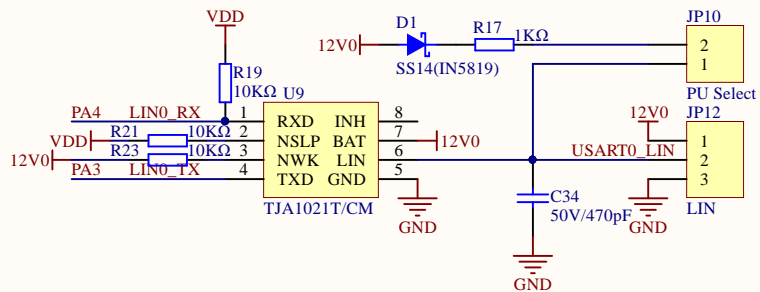 VDD
D1
R17
JP10
12V0
1KΩ
2
SS14(IN5819)
1
PU Select
R19
10KΩ
U9
PA4 LIN0_RX 1 RXD INH 8
VDD R21 10KΩ 2 NSLP BAT 7 12V0
12V0 R23 10KΩ 3 NWK LIN 6
PA3 LIN0_TX 4 TXD GND 5
TJA1021T/CM
GND
JP12
12V0
1
USART0_LIN 2
3
GND
LIN
C34
50V/470pF
GND